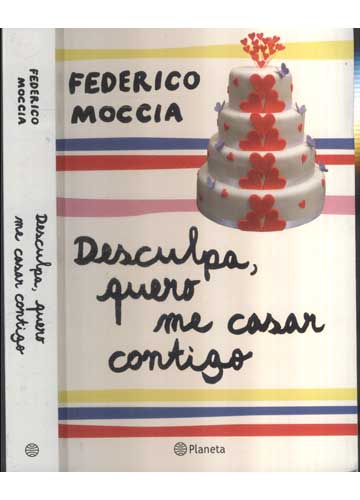 FEDERICO
MOCCIA
Desculpa, quero
me casar contigo
FEDERICO
MOCCIA
Desculpa,
quero
me casar
contigo
Planeta